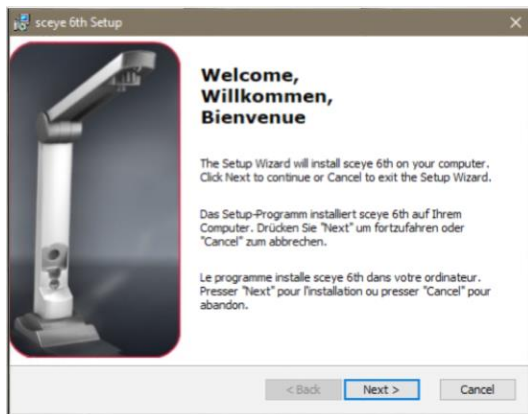 sceye 6th Setup
Welcome,
Willkommen,
Bienvenue
The Setup Wizard will install sceye 6th on your computer.
Click Next to continue or Cancel to exit the Setup Wizard.
Das Setup-Programm installiert sceye 6th auf Ihrem
Computer. Drücken Sie "Next" um fortzufahren oder
"Cancel" zum abbrechen.
Le programme installe sceye 6th dans votre ordinateur.
Presser "Next" pour l'installation ou presser "Cancel" pour
abandon.
< Back
Next >
Cancel